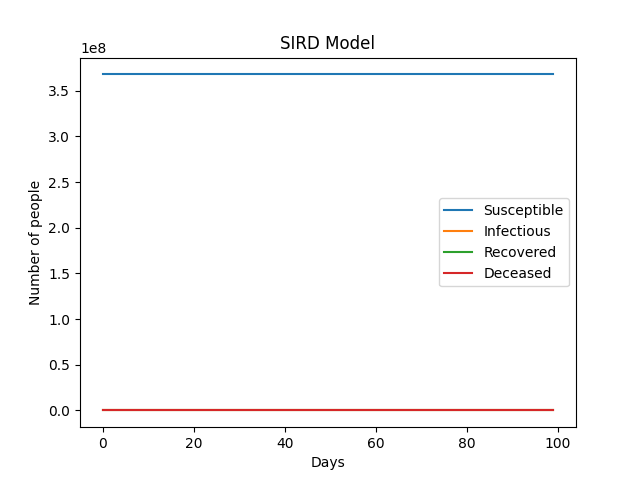 SIRD Model
1e8
3.5
3.0
2.5
2.0
1.5
1.0
0.5
0.0
Number of people
Susceptible
Infectious
Recovered
Deceased
0 20 40 60 80 100
Days